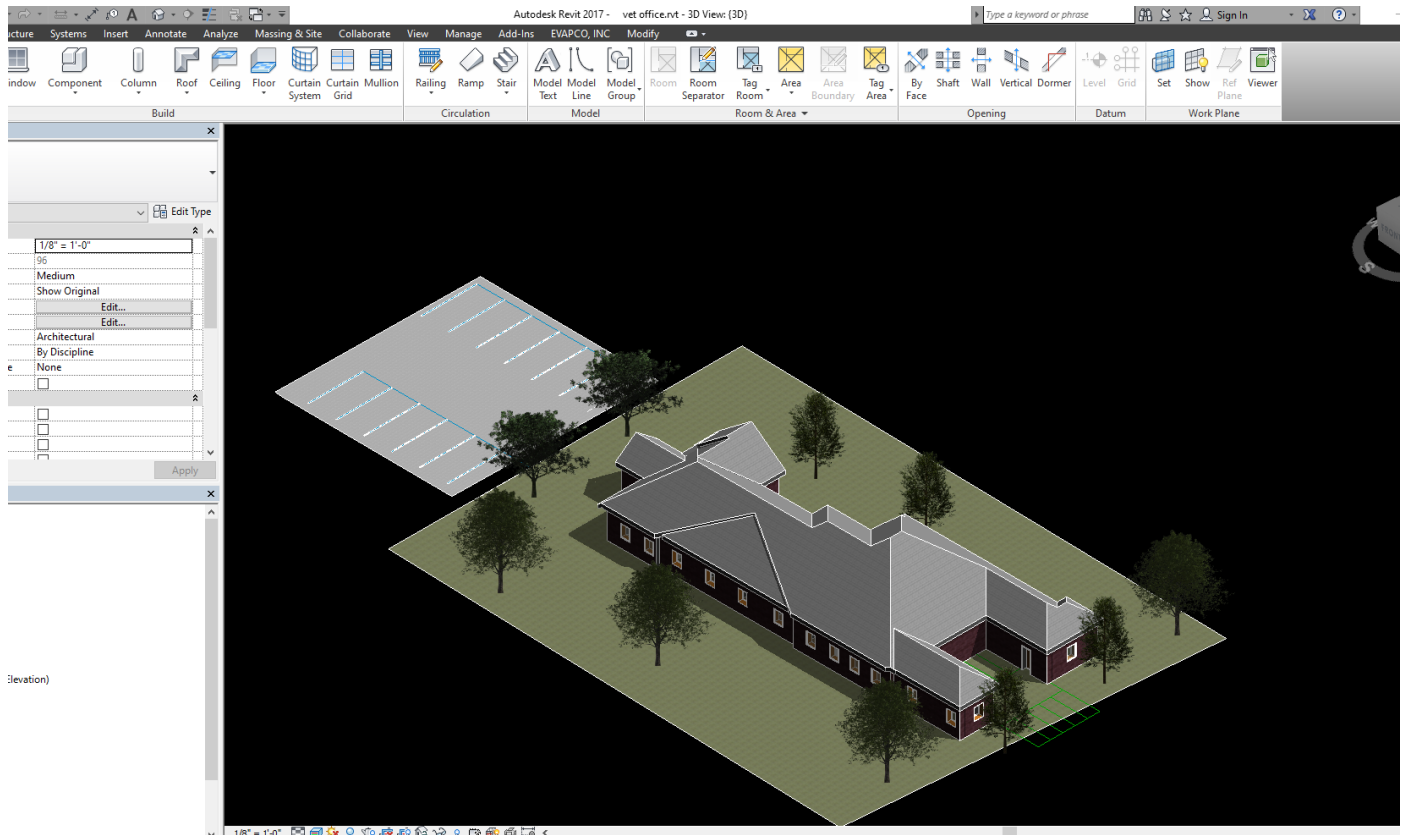 Autodesk Revit 2017 - vet office.rvt - 3D View: {3D}
Type a keyword or phrase
Sign In
ucture Systems Insert Annotate Analyze Massing & Site Collaborate View Manage Add-Ins EVAPCO, INC Modify
indow Component Column Roof Ceiling Floor Curtain System Curtain Grid Mullion Railing Ramp Stair Model Text Model Line Model Group Room Room Separator Tag Room Area Area Boundary Tag Area By Face Shaft Wall Vertical Dormer Level Grid Set Show Ref Plane Viewer
Build Circulation Model Room & Area Opening Datum Work Plane
Edit Type
1/8" = 1'-0"
96
Medium
Show Original
Edit...
Edit...
Architectural
By Discipline
e None
Apply
Elevation)
FRONT
S
1/8" = 1'-0"